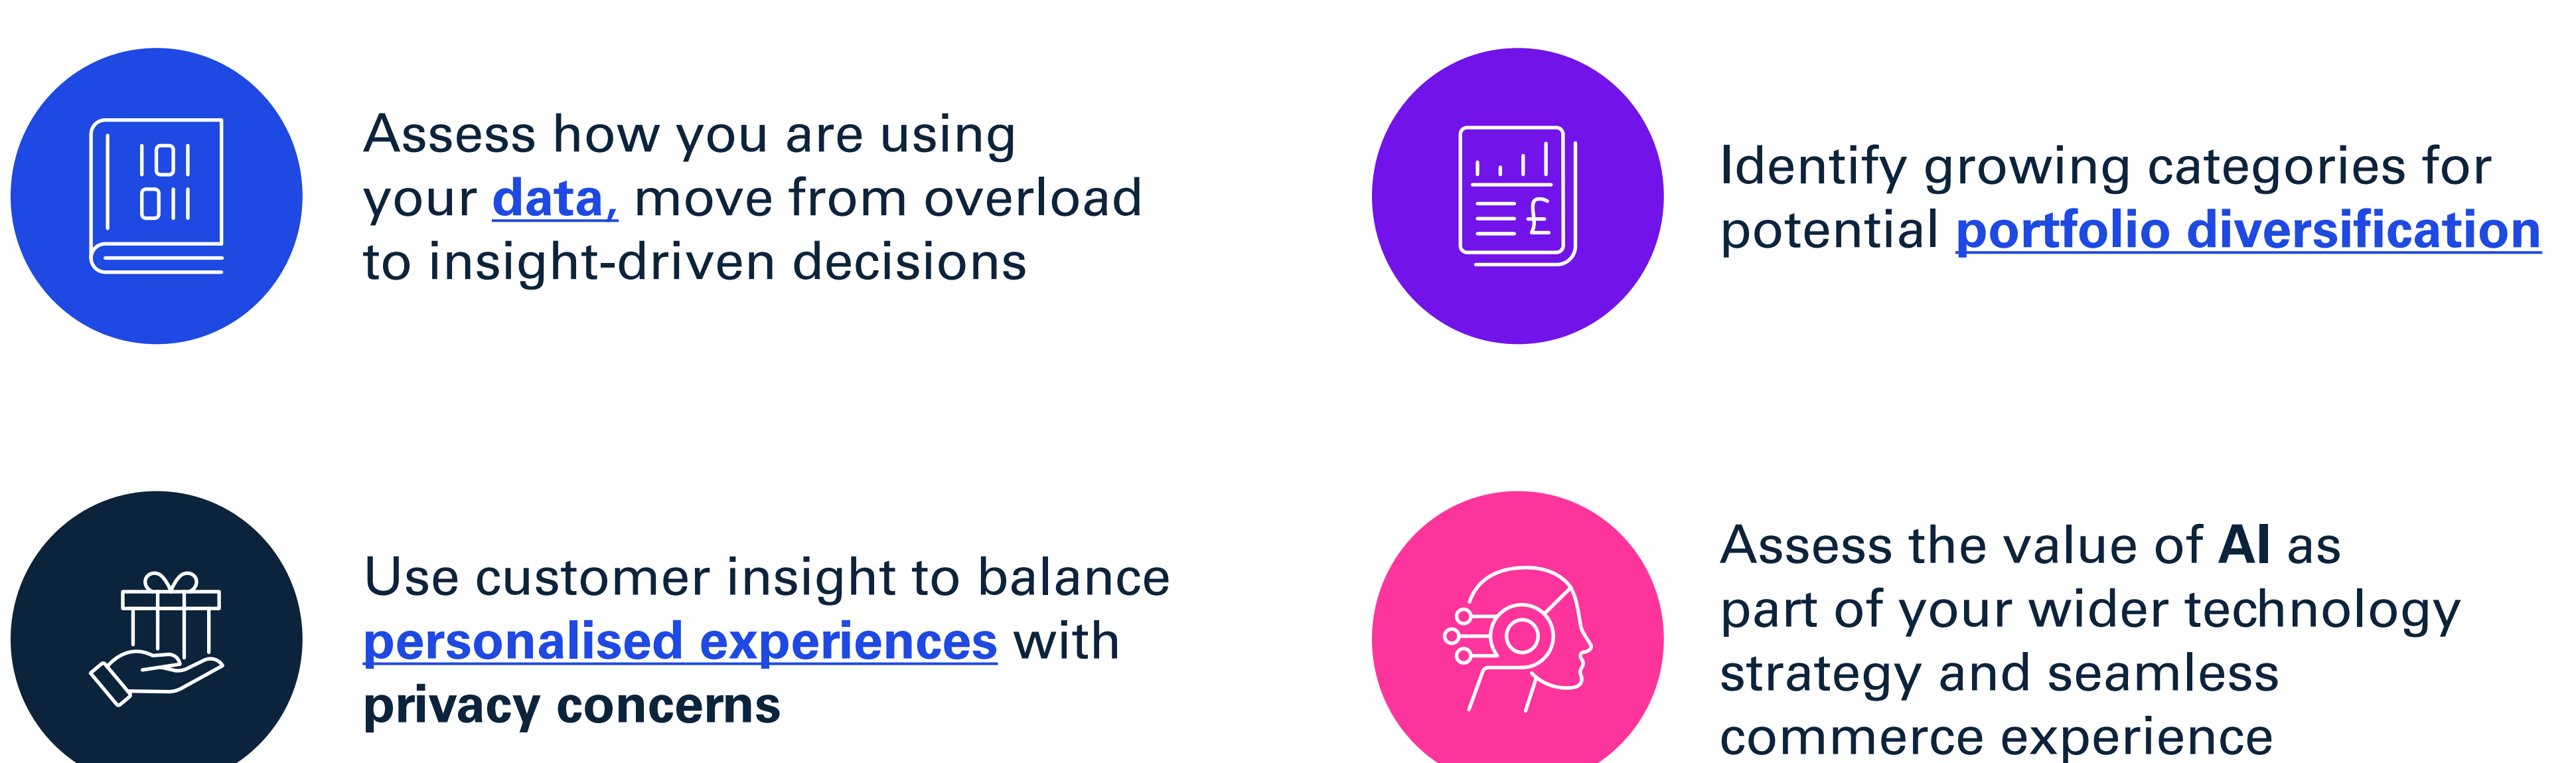 101
011
Assess how you are using
your data, move from overload
to insight-driven decisions
£
Identify growing categories for
potential portfolio diversification
Use customer insight to balance
personalised experiences with
privacy concerns
Assess the value of AI as
part of your wider technology
strategy and seamless
commerce experience